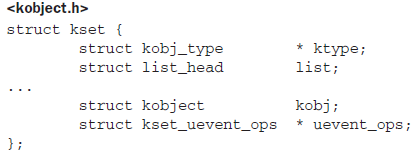 <kobject.h>
struct kset {
        struct kobj_type        * ktype;
        struct list_head        list;
...
        struct kobject          kobj;
        struct kset_uevent_ops  * uevent_ops;
};